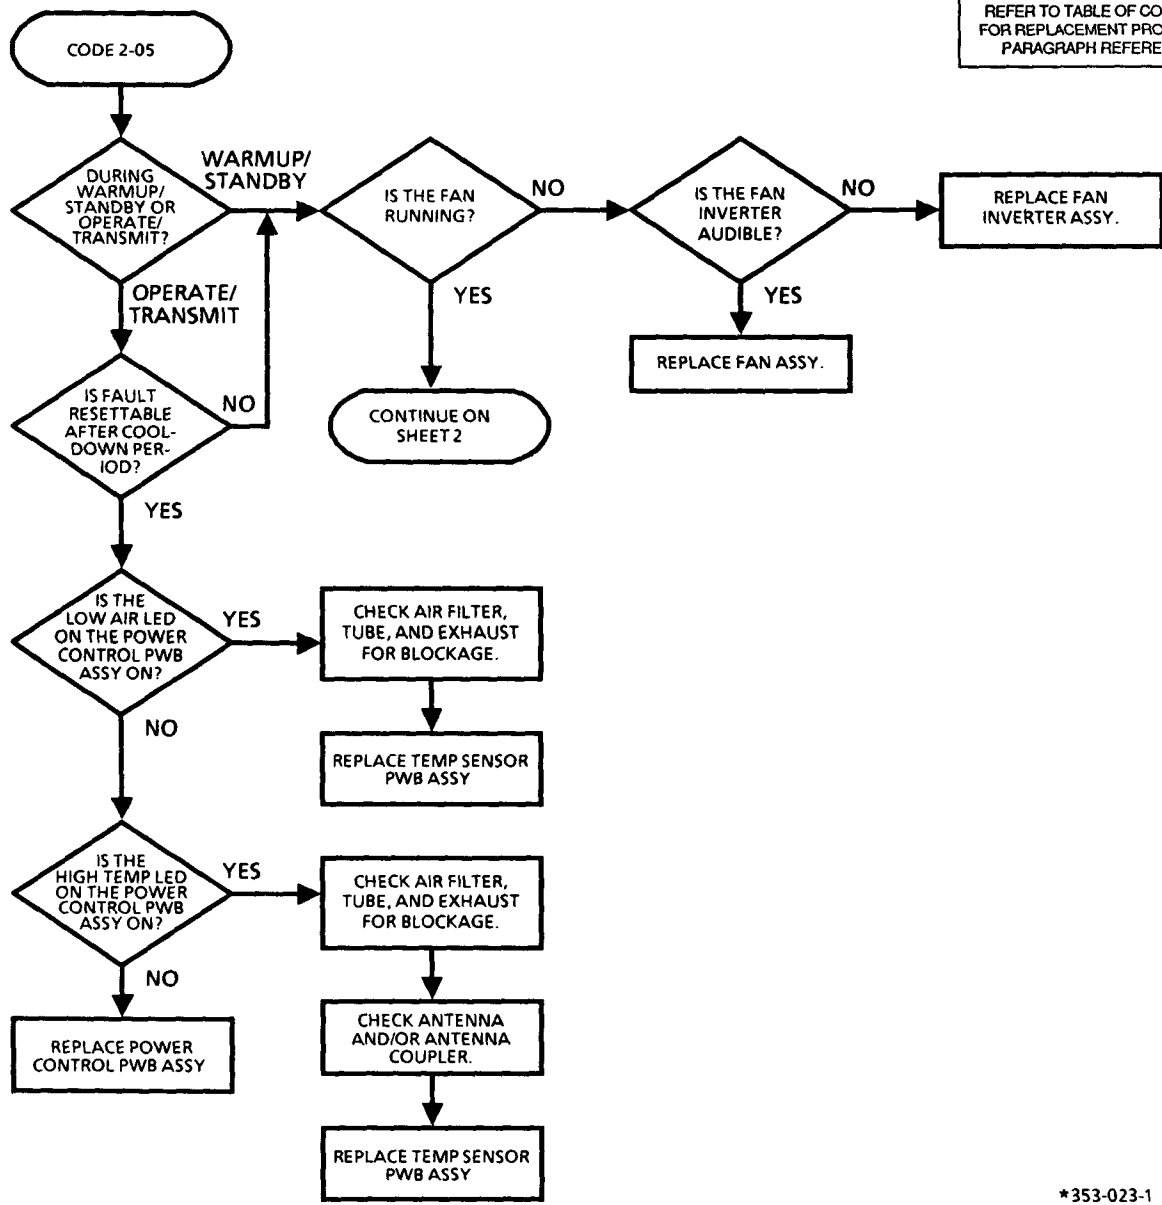 REFER TO TABLE OF CO
FOR REPLACEMENT PRO
PARAGRAPH REFERE
CODE 2-05
DURING
WARMUP/
STANDBY OR
OPERATE/
TRANSMIT?
WARMUP/
STANDBY
IS THE FAN
RUNNING?
NO
IS THE FAN
INVERTER
AUDIBLE?
NO
REPLACE FAN
INVERTER ASSY.
OPERATE/
TRANSMIT
YES
YES
REPLACE FAN ASSY.
IS FAULT
RESETTABLE
AFTER COOL-
DOWN PER-
IOD?
NO
CONTINUE ON
SHEET 2
YES
IS THE
LOW AIR LED
ON THE POWER
CONTROL PWB
ASSY ON?
YES
CHECK AIR FILTER,
TUBE, AND EXHAUST
FOR BLOCKAGE.
NO
REPLACE TEMP SENSOR
PWB ASSY
IS THE
HIGH TEMP LED
ON THE POWER
CONTROL PWB
ASSY ON?
YES
CHECK AIR FILTER,
TUBE, AND EXHAUST
FOR BLOCKAGE.
NO
REPLACE POWER
CONTROL PWB ASSY
CHECK ANTENNA
AND/OR ANTENNA
COUPLER.
REPLACE TEMP SENSOR
PWB ASSY
*353-023-1